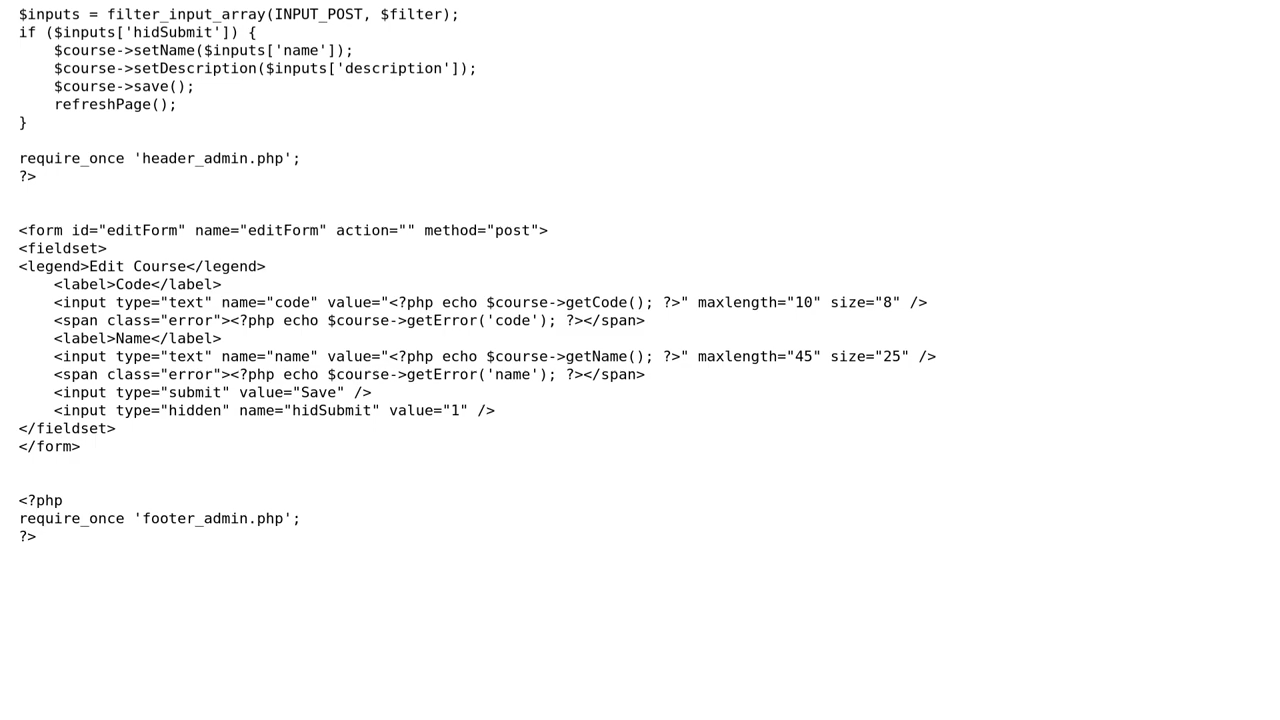 $inputs = filter_input_array(INPUT_POST, $filter);
if ($inputs['hidSubmit']) {
    $course->setName($inputs['name']);
    $course->setDescription($inputs['description']);
    $course->save();
    refreshPage();
}

require_once 'header_admin.php';
?>


<form id="editForm" name="editForm" action="" method="post">
<fieldset>
<legend>Edit Course</legend>
    <label>Code</label>
    <input type="text" name="code" value="<?php echo $course->getCode(); ?>" maxlength="10" size="8" />
    <span class="error"><?php echo $course->getError('code'); ?></span>
    <label>Name</label>
    <input type="text" name="name" value="<?php echo $course->getName(); ?>" maxlength="45" size="25" />
    <span class="error"><?php echo $course->getError('name'); ?></span>
    <input type="submit" value="Save" />
    <input type="hidden" name="hidSubmit" value="1" />
</fieldset>
</form>


<?php
require_once 'footer_admin.php';
?>